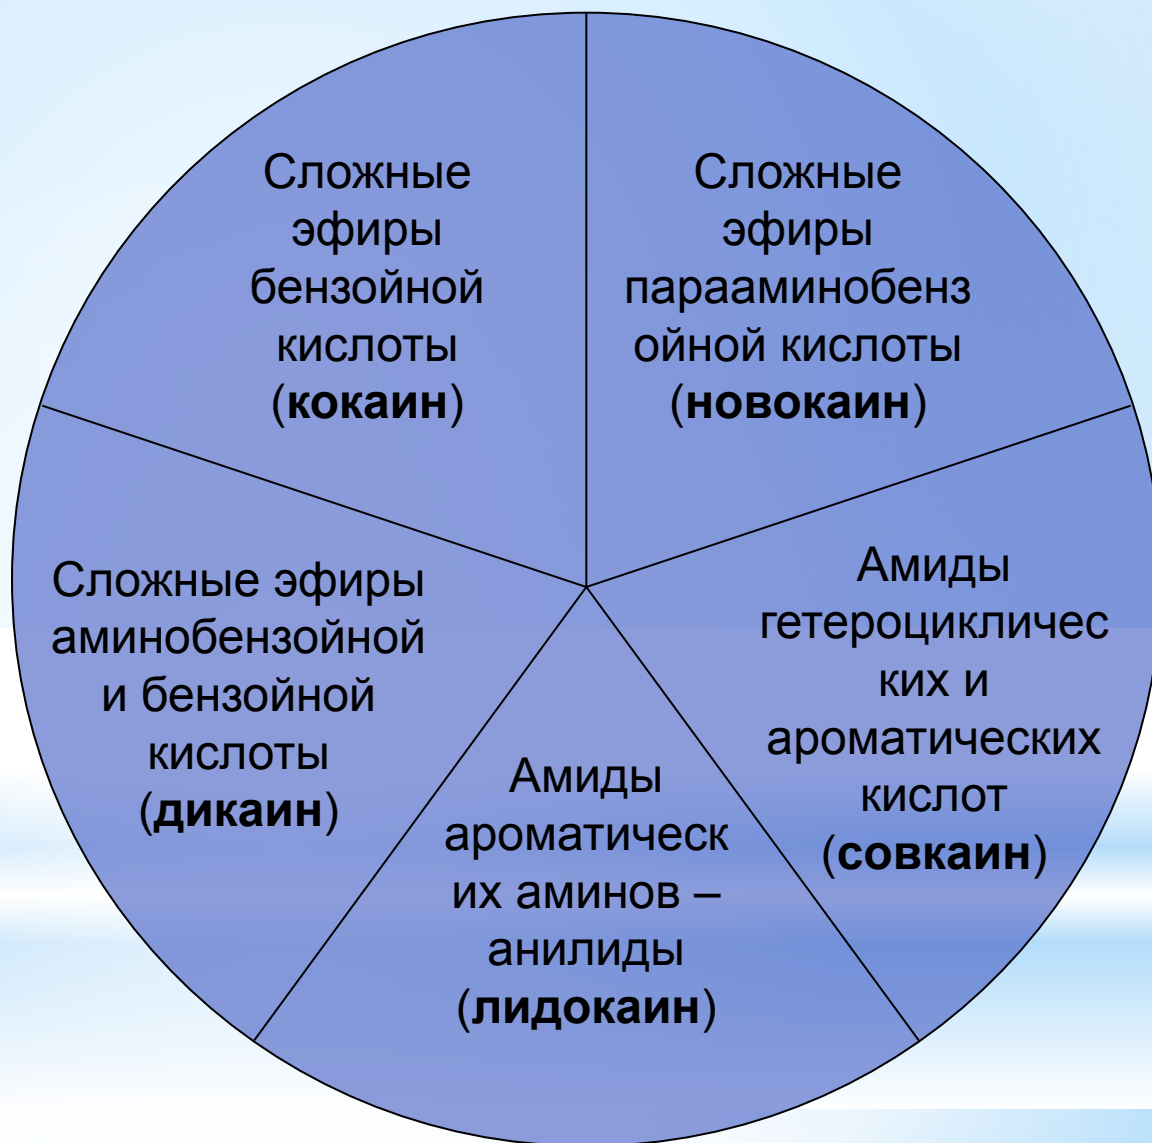 Сложные
эфиры
бензойной
кислоты
(кокаин)
Сложные
эфиры
парааминобенз
ойной кислоты
(новокаин)
Сложные эфиры
аминобензойной
и бензойной
кислоты
(дикаин)
Амиды
гетероцикличес
ких и
ароматических
кислот
(совкаин)
Амиды
ароматическ
их аминов –
анилиды
(лидокаин)